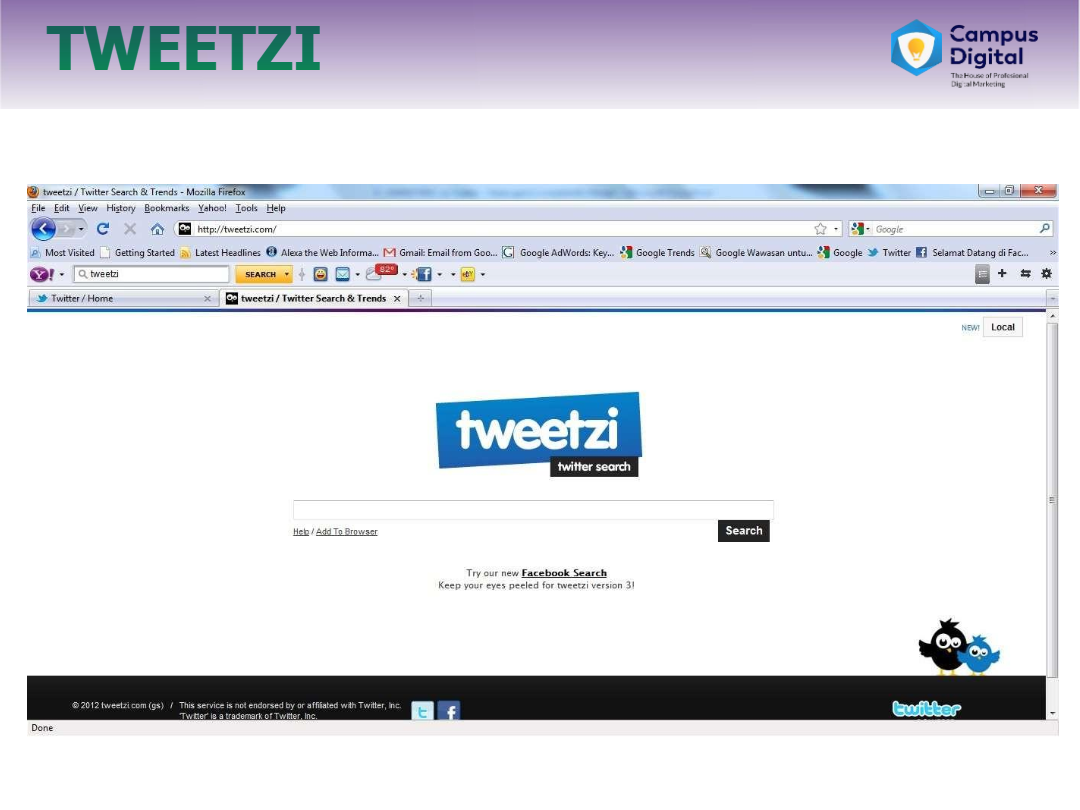 TWEETZI
Campus
Digital
The House of Profesional
Digital Marketing
tweetzi / Twitter Search & Trends - Mozilla Firefox
File Edit View History Bookmarks Yahoo! Tools Help
http://tweetzi.com/ Google
Most Visited Getting Started Latest Headlines Alexa the Web Informa... Gmail: Email from Goo... Google AdWords: Key... Google Trends Google Wawasan untu... Google Twitter Selamat Datang di Fac... »
Y! tweetzi SEARCH 82° eBY
Twitter / Home tweetzi / Twitter Search & Trends
NEW! Local
tweetzi
twitter search
Help / Add To Browser Search
Try our new Facebook Search
Keep your eyes peeled for tweetzi version 3!
© 2012 tweetzi.com (gs) / This service is not endorsed by or affiliated with Twitter, Inc.
'Twitter' is a trademark of Twitter, Inc.
twitter
Done